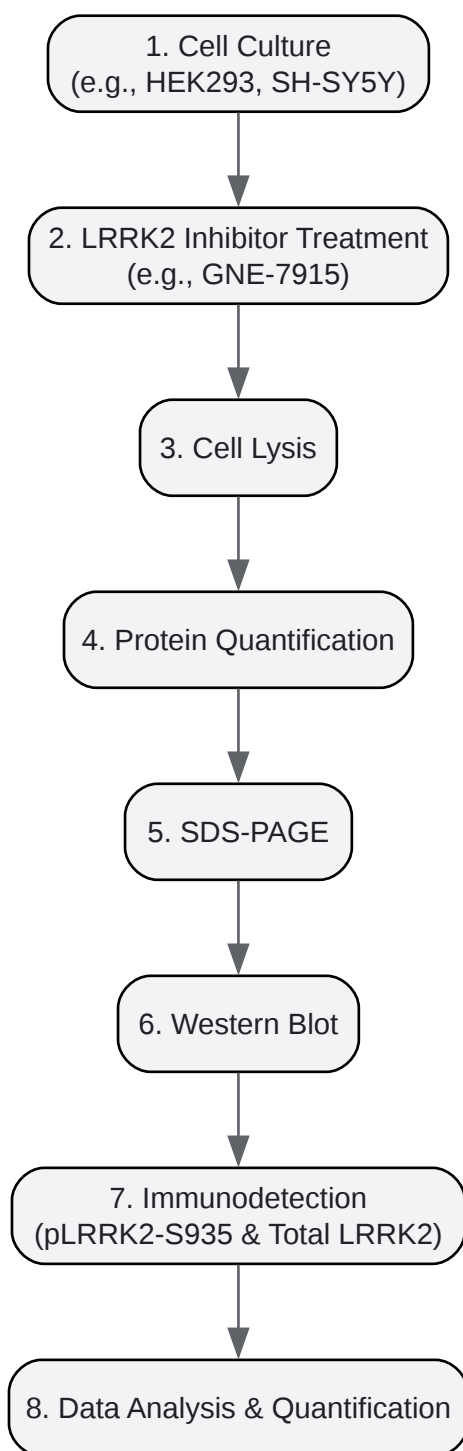 1. Cell Culture
(e.g., HEK293, SH-SY5Y)
2. LRRK2 Inhibitor Treatment
(e.g., GNE-7915)
3. Cell Lysis
4. Protein Quantification
5. SDS-PAGE
6. Western Blot
7. Immunodetection
(pLRRK2-S935 & Total LRRK2)
8. Data Analysis & Quantification